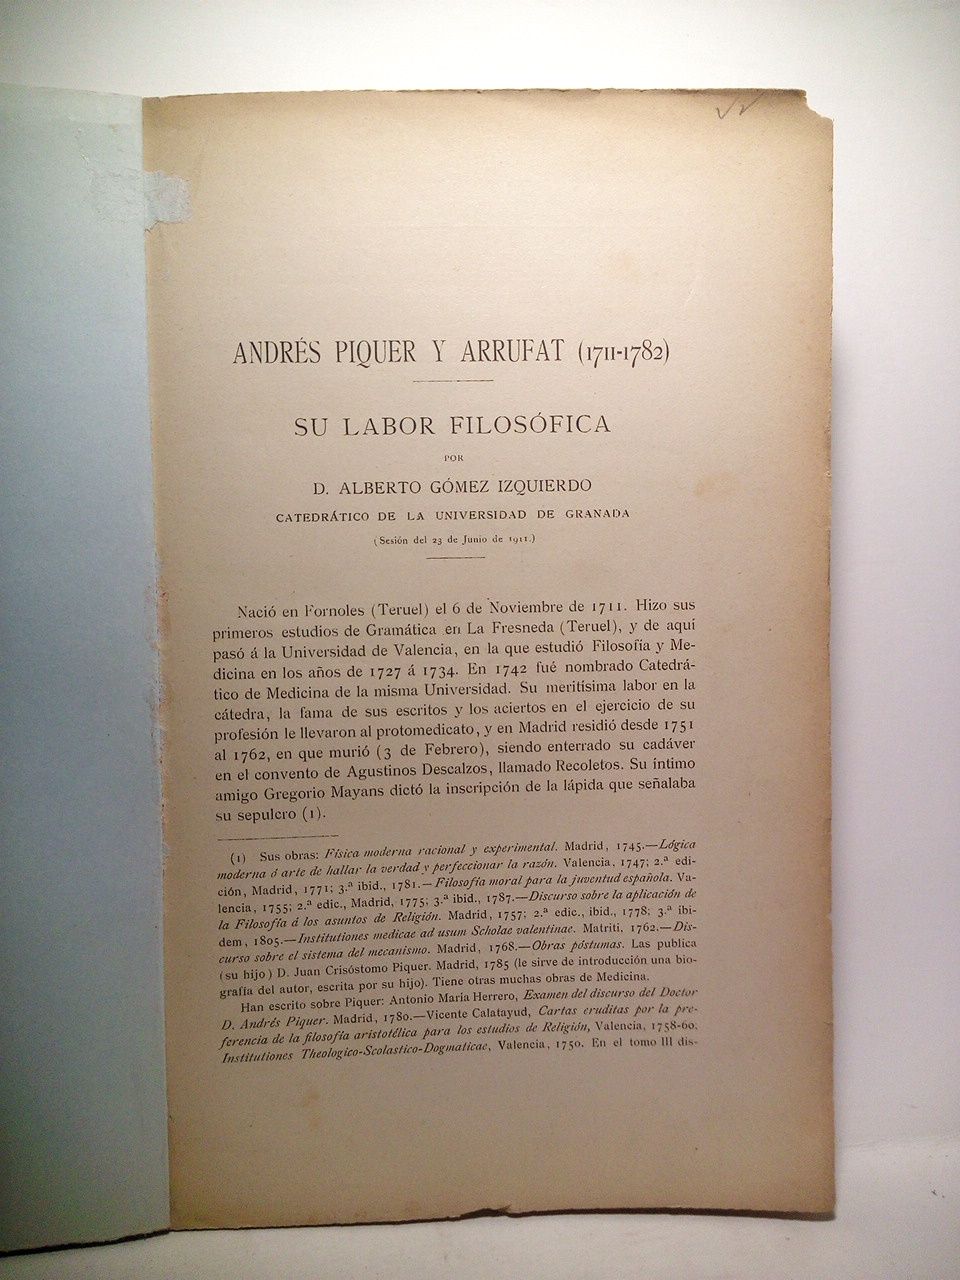 ANDRÉS PIQUER Y ARRUFAT (1711-1782)
SU LABOR FILOSÓFICA
POR
D. ALBERTO GÓMEZ IZQUIERDO
CATEDRÁTICO DE LA UNIVERSIDAD DE GRANADA
(Sesión del 23 de Junio de 1911.)
Nació en Fornoles (Teruel) el 6 de Noviembre de 1711. Hizo sus
primeros estudios de Gramática en La Fresneda (Teruel), y de aquí
pasó á la Universidad de Valencia, en la que estudió Filosofía y Me-
dicina en los años de 1727 á 1734. En 1742 fué nombrado Catedrá-
tico de Medicina de la misma Universidad. Su meritísima labor en la
cátedra, la fama de sus escritos y los aciertos en el ejercicio de su
profesión le llevaron al protomedicato, y en Madrid residió desde 1751
al 1762, en que murió (3 de Febrero), siendo enterrado su cadáver
en el convento de Agustinos Descalzos, llamado Recoletos. Su íntimo
amigo Gregorio Mayans dictó la inscripción de la lápida que señalaba
su sepulcro (1).
(1) Sus obras: Física moderna racional y experimental. Madrid, 1745.—Lógica
moderna ó arte de hallar la verdad y perfeccionar la razón. Valencia, 1747; 2.ª edi-
ción, Madrid, 1771; 3.ª ibid., 1781.—Filosofía moral para la juventud española. Va-
lencia, 1755; 2.ª edic., Madrid, 1775; 3.ª ibid., 1787.—Discurso sobre la aplicación de
la Filosofía á los asuntos de Religión. Madrid, 1757; 2.ª edic., ibid., 1778; 3.ª ibi-
dem, 1805.—Institutiones medicae ad usum Scholae valentinae. Matriti, 1762.—Dis-
curso sobre el sistema del mecanismo. Madrid, 1768.—Obras póstumas. Las publica
(su hijo) D. Juan Crisóstomo Piquer. Madrid, 1785 (le sirve de introducción una bio-
grafía del autor, escrita por su hijo). Tiene otras muchas obras de Medicina.
Han escrito sobre Piquer: Antonio María Herrero, Examen del discurso del Doctor
D. Andrés Piquer. Madrid, 1780.—Vicente Calatayud, Cartas eruditas por la pre-
ferencia de la filosofía aristotélica para los estudios de Religión, Valencia, 1758-60;
Institutiones Theologico-Scolastico-Dogmaticae, Valencia, 1750. En el tomo III dis-